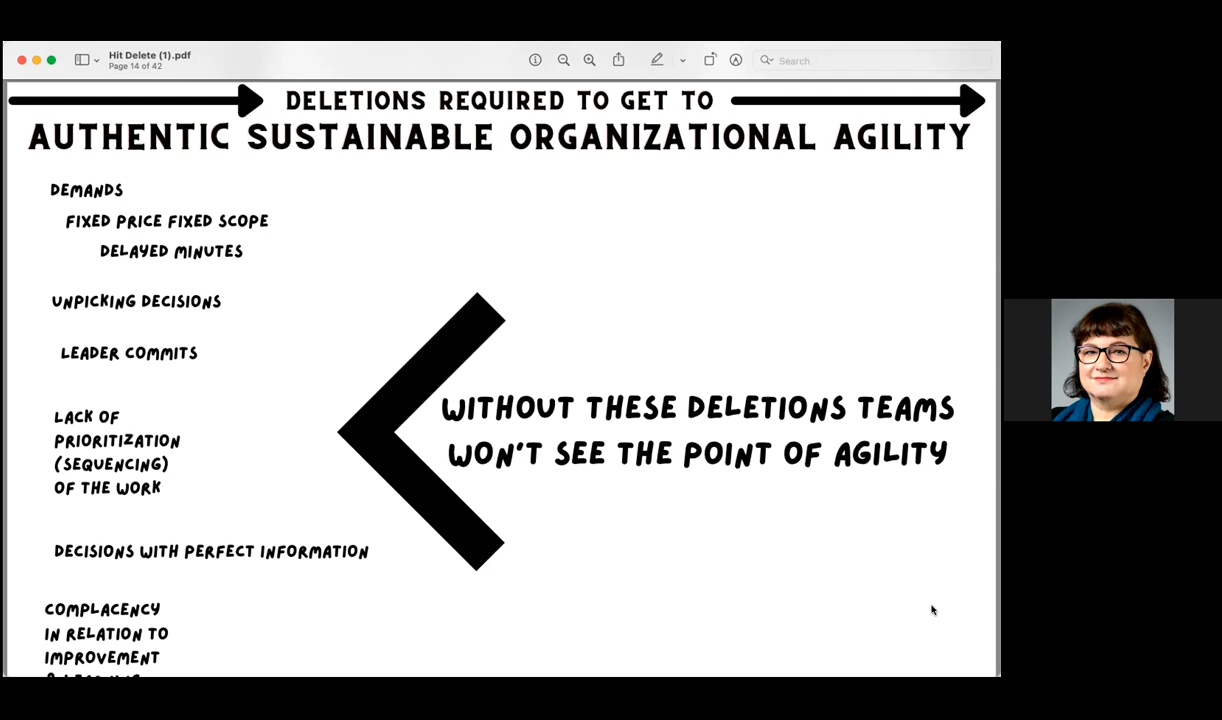 Hit Delete (1).pdf
Page 14 of 42
Search
DELETIONS REQUIRED TO GET TO
AUTHENTIC SUSTAINABLE ORGANIZATIONAL AGILITY
DEMANDS
FIXED PRICE FIXED SCOPE
DELAYED MINUTES
UNPICKING DECISIONS
LEADER COMMITS
WITHOUT THESE DELETIONS TEAMS
WON'T SEE THE POINT OF AGILITY
LACK OF
PRIORITIZATION
(SEQUENCING)
OF THE WORK
DECISIONS WITH PERFECT INFORMATION
COMPLACENCY
IN RELATION TO
IMPROVEMENT